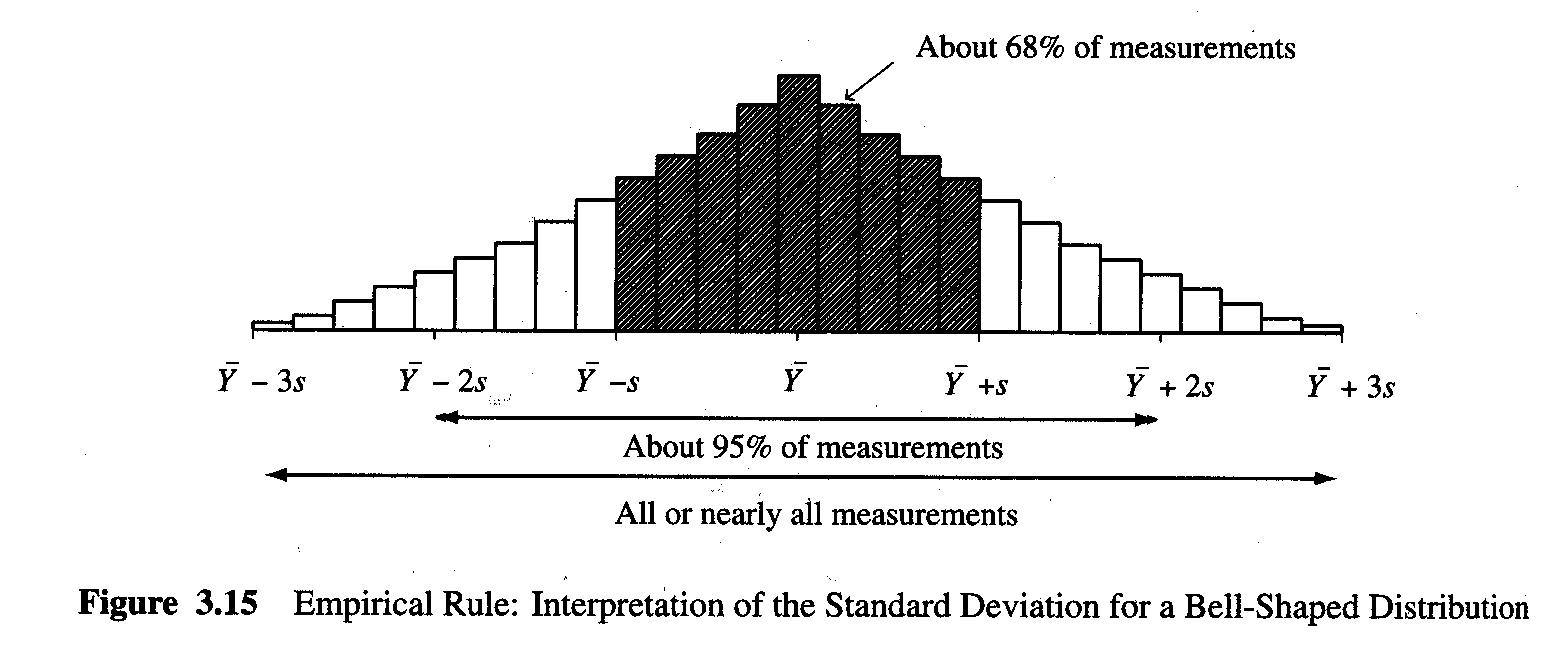 About 68% of measurements
Ȳ – 3s Ȳ – 2s Ȳ –s Ȳ Ȳ +s Ȳ + 2s Ȳ + 3s
About 95% of measurements
All or nearly all measurements
Figure 3.15 Empirical Rule: Interpretation of the Standard Deviation for a Bell-Shaped Distribution